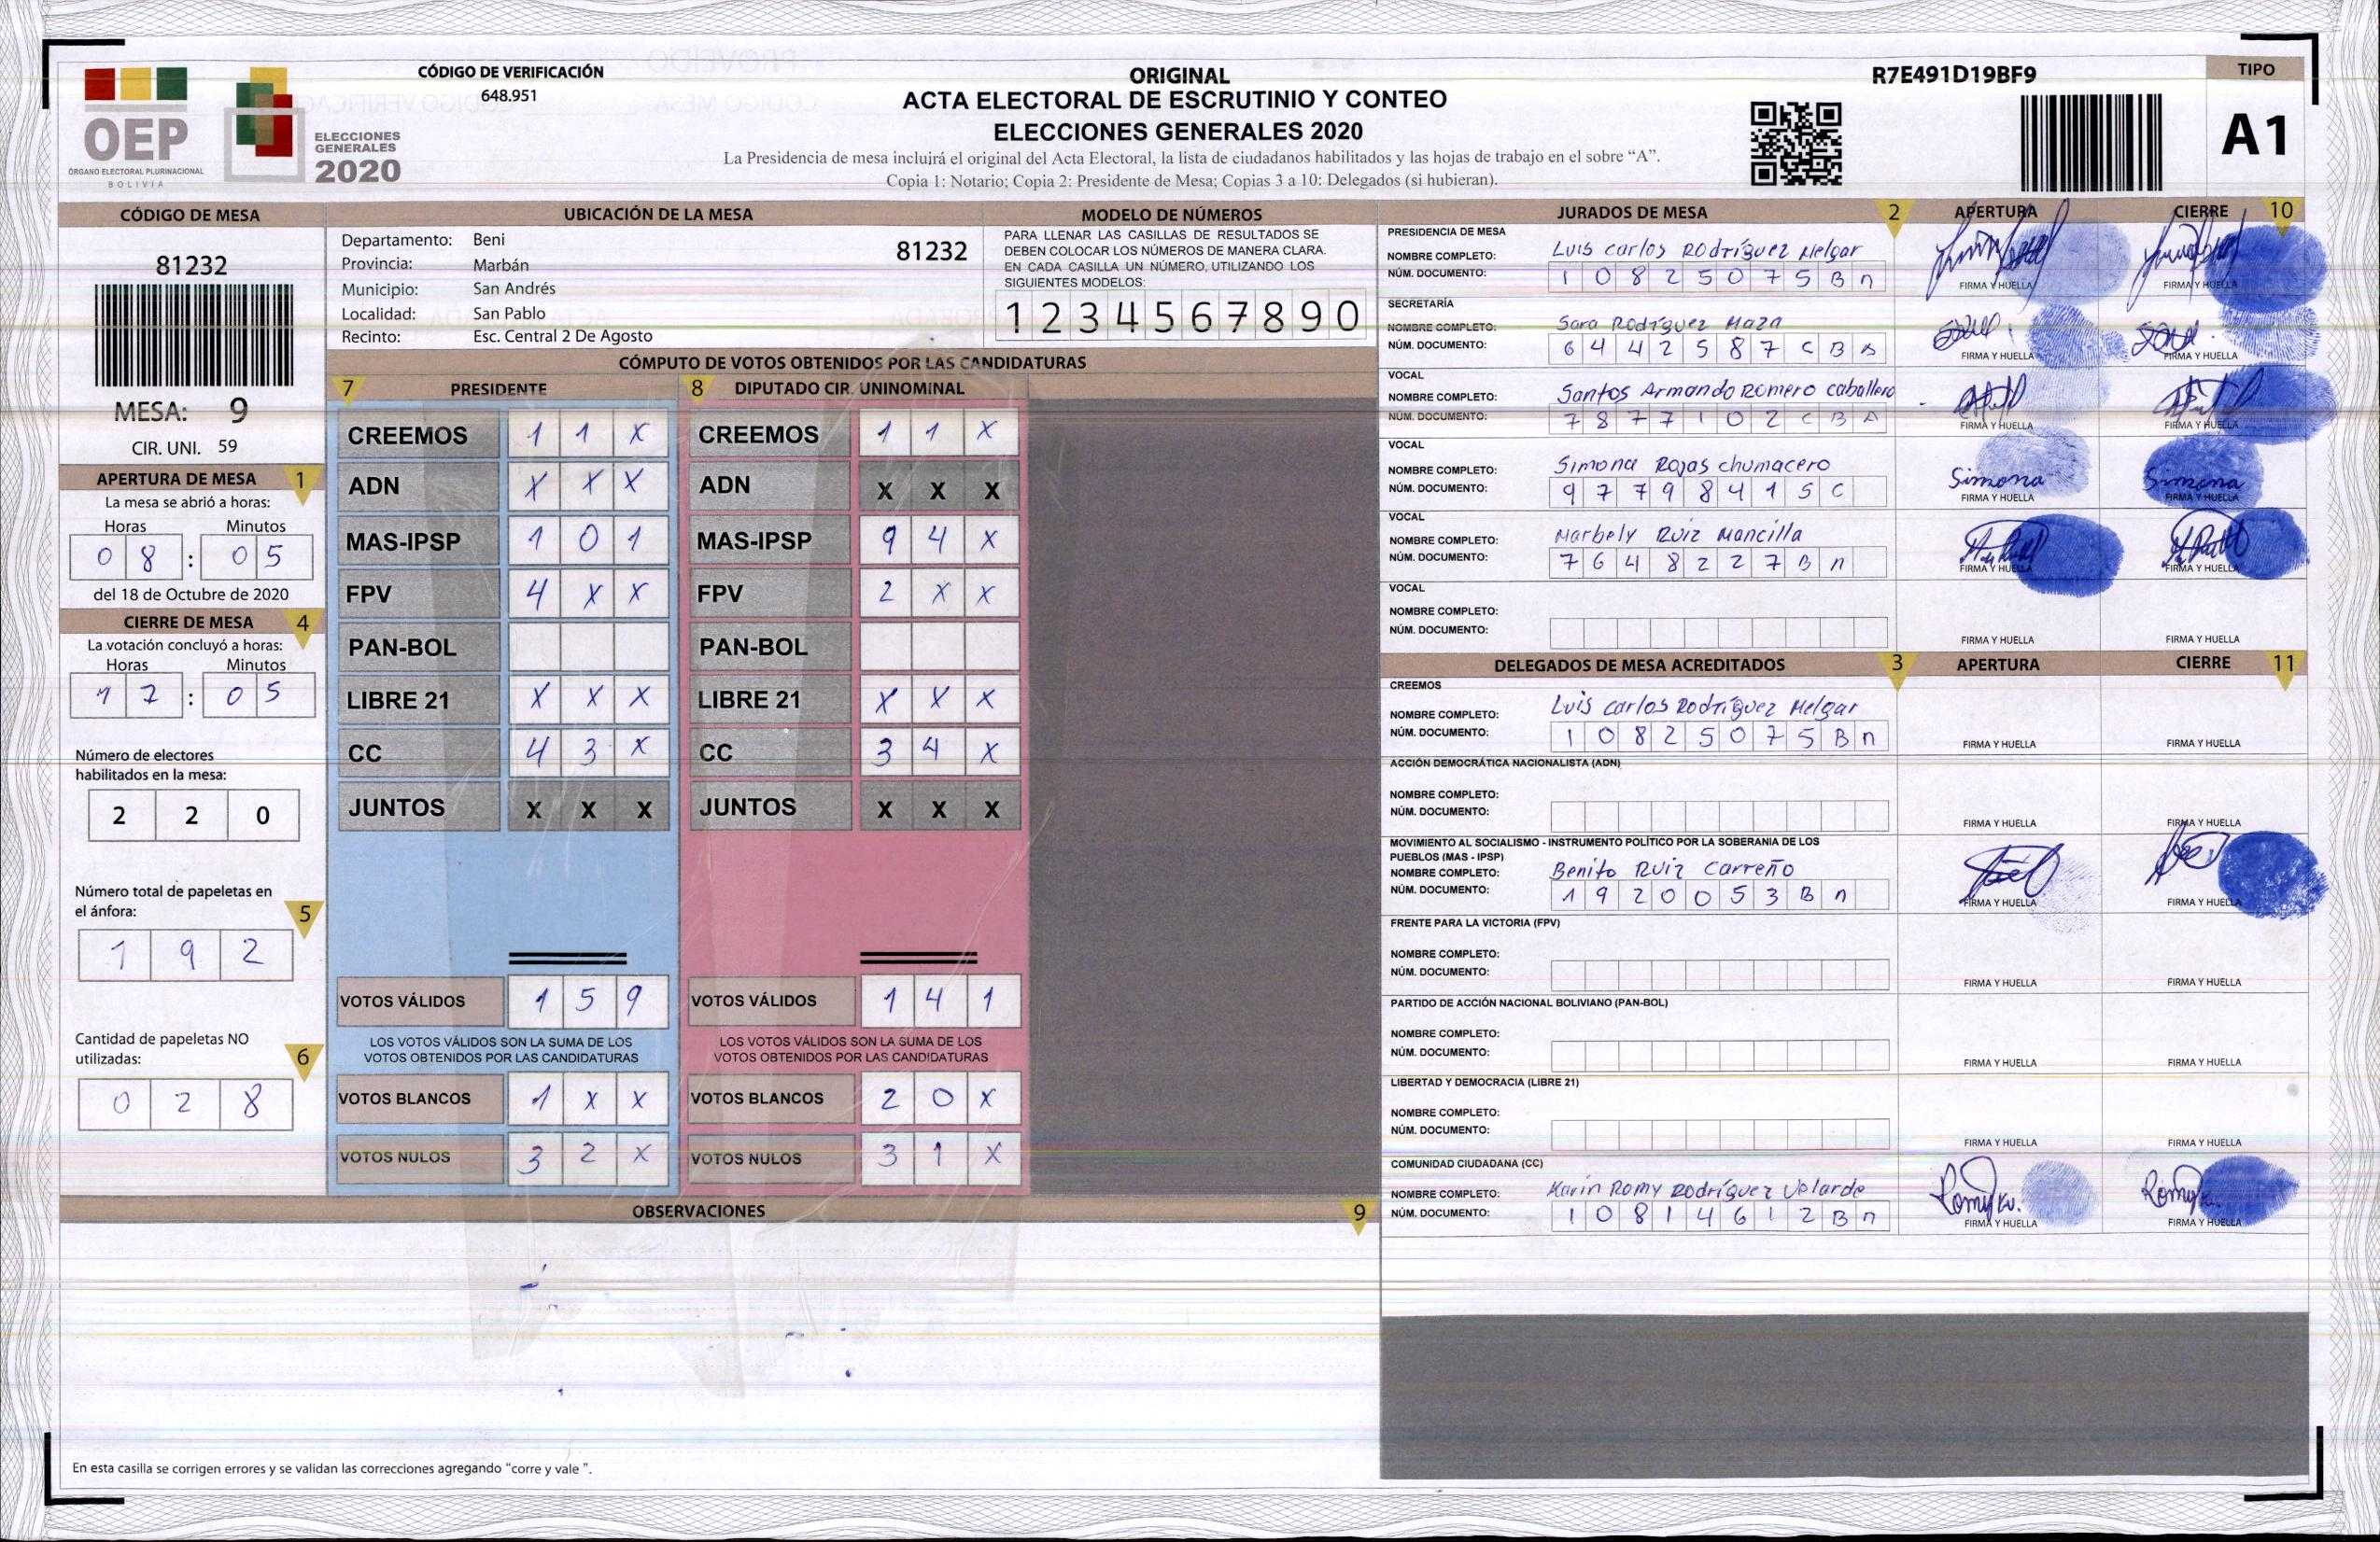 CÓDIGO DE VERIFICACIÓN
648.951
OEP
ÓRGANO ELECTORAL PLURINACIONAL
BOLIVIA
ELECCIONES
GENERALES
2020
ORIGINAL
ACTA ELECTORAL DE ESCRUTINIO Y CONTEO
ELECCIONES GENERALES 2020
La Presidencia de mesa incluirá el original del Acta Electoral, la lista de ciudadanos habilitados y las hojas de trabajo en el sobre “A”.
Copia 1: Notario; Copia 2: Presidente de Mesa; Copias 3 a 10: Delegados (si hubieran).
R7E491D19BF9
TIPO
A1
CÓDIGO DE MESA
81232
MESA: 9
CIR. UNI. 59
APERTURA DE MESA 1
La mesa se abrió a horas:
Horas Minutos
0 8 : 0 5
del 18 de Octubre de 2020
CIERRE DE MESA 4
La votación concluyó a horas:
Horas Minutos
1 7 : 0 5
Número de electores
habilitados en la mesa:
2 2 0
Número total de papeletas en
el ánfora: 5
1 9 2
Cantidad de papeletas NO
utilizadas: 6
0 2 8
UBICACIÓN DE LA MESA
Departamento: Beni 81232
Provincia: Marbán
Municipio: San Andrés
Localidad: San Pablo
Recinto: Esc. Central 2 De Agosto
MODELO DE NÚMEROS
PARA LLENAR LAS CASILLAS DE RESULTADOS SE
DEBEN COLOCAR LOS NÚMEROS DE MANERA CLARA.
EN CADA CASILLA UN NÚMERO, UTILIZANDO LOS
SIGUIENTES MODELOS:
1 2 3 4 5 6 7 8 9 0
CÓMPUTO DE VOTOS OBTENIDOS POR LAS CANDIDATURAS
7 PRESIDENTE 8 DIPUTADO CIR. UNINOMINAL
CREEMOS 1 1 X CREEMOS 1 1 X
ADN X X X ADN X X X
MAS-IPSP 1 0 1 MAS-IPSP 9 4 X
FPV 4 X X FPV 2 X X
PAN-BOL PAN-BOL
LIBRE 21 X X X LIBRE 21 X X X
CC 4 3 X CC 3 4 X
JUNTOS X X X JUNTOS X X X
VOTOS VÁLIDOS 1 5 9 VOTOS VÁLIDOS 1 4 1
LOS VOTOS VÁLIDOS SON LA SUMA DE LOS LOS VOTOS VÁLIDOS SON LA SUMA DE LOS
VOTOS OBTENIDOS POR LAS CANDIDATURAS VOTOS OBTENIDOS POR LAS CANDIDATURAS
VOTOS BLANCOS 1 X X VOTOS BLANCOS 2 0 X
VOTOS NULOS 3 2 X VOTOS NULOS 3 1 X
OBSERVACIONES 9
En esta casilla se corrigen errores y se validan las correcciones agregando “corre y vale ”.
JURADOS DE MESA 2 APERTURA CIERRE 10
PRESIDENCIA DE MESA
NOMBRE COMPLETO: Luis carlos Rodríguez Melgar
NÚM. DOCUMENTO: 1 0 8 2 5 0 7 5 B n FIRMA Y HUELLA FIRMA Y HUELLA
SECRETARÍA
NOMBRE COMPLETO: Sara Rodríguez Maza
NÚM. DOCUMENTO: 6 4 4 2 5 8 7 C B A FIRMA Y HUELLA FIRMA Y HUELLA
VOCAL
NOMBRE COMPLETO: Santos Armando Romero caballero
NÚM. DOCUMENTO: 7 8 7 7 1 0 2 C B A FIRMA Y HUELLA FIRMA Y HUELLA
VOCAL
NOMBRE COMPLETO: Simona Rojas chumacero
NÚM. DOCUMENTO: 9 7 7 9 8 4 1 S C Simona Simona
FIRMA Y HUELLA FIRMA Y HUELLA
VOCAL
NOMBRE COMPLETO: Marbely Ruiz Mancilla
NÚM. DOCUMENTO: 7 6 4 8 2 2 7 B n FIRMA Y HUELLA FIRMA Y HUELLA
VOCAL
NOMBRE COMPLETO:
NÚM. DOCUMENTO: FIRMA Y HUELLA FIRMA Y HUELLA
DELEGADOS DE MESA ACREDITADOS 3 APERTURA CIERRE 11
CREEMOS
NOMBRE COMPLETO: Luis carlos Rodríguez Melgar
NÚM. DOCUMENTO: 1 0 8 2 5 0 7 5 B n FIRMA Y HUELLA FIRMA Y HUELLA
ACCIÓN DEMOCRÁTICA NACIONALISTA (ADN)
NOMBRE COMPLETO:
NÚM. DOCUMENTO: FIRMA Y HUELLA FIRMA Y HUELLA
MOVIMIENTO AL SOCIALISMO - INSTRUMENTO POLÍTICO POR LA SOBERANIA DE LOS
PUEBLOS (MAS - IPSP)
NOMBRE COMPLETO: Benito Ruiz Carreño
NÚM. DOCUMENTO: 1 9 2 0 0 5 3 B n FIRMA Y HUELLA FIRMA Y HUELLA
FRENTE PARA LA VICTORIA (FPV)
NOMBRE COMPLETO:
NÚM. DOCUMENTO: FIRMA Y HUELLA FIRMA Y HUELLA
PARTIDO DE ACCIÓN NACIONAL BOLIVIANO (PAN-BOL)
NOMBRE COMPLETO:
NÚM. DOCUMENTO: FIRMA Y HUELLA FIRMA Y HUELLA
LIBERTAD Y DEMOCRACIA (LIBRE 21)
NOMBRE COMPLETO:
NÚM. DOCUMENTO: FIRMA Y HUELLA FIRMA Y HUELLA
COMUNIDAD CIUDADANA (CC)
NOMBRE COMPLETO: Karin Romy Rodríguez Velarde
NÚM. DOCUMENTO: 1 0 8 1 4 6 1 2 B n FIRMA Y HUELLA FIRMA Y HUELLA